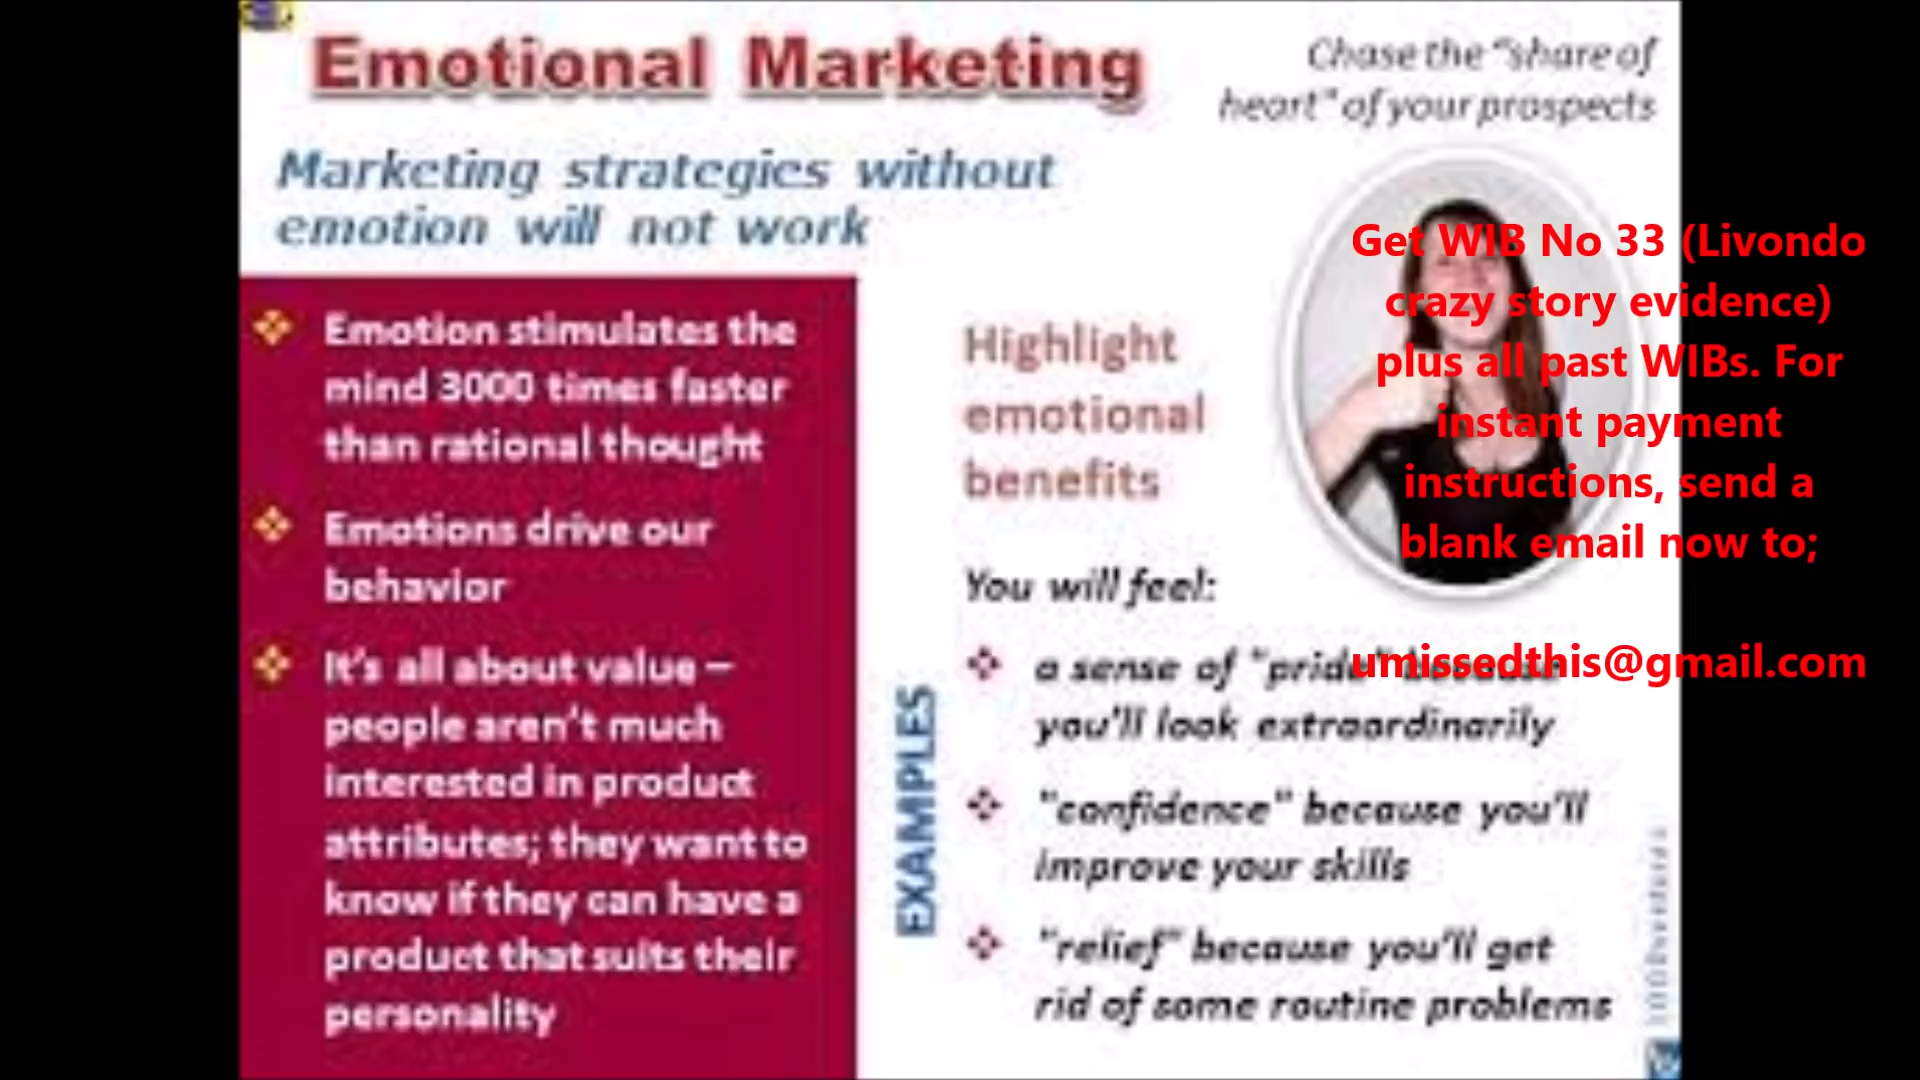 Emotional Marketing
Chase the "share of
heart" of your prospects
Marketing strategies without
emotion will not work
Emotion stimulates the
mind 3000 times faster
than rational thought
Emotions drive our
behavior
It's all about value –
people aren't much
interested in product
attributes; they want to
know if they can have a
product that suits their
personality
Highlight
emotional
benefits
You will feel:
EXAMPLES
a sense of "pride" because
you'll look extraordinarily
"confidence" because you'll
improve your skills
"relief" because you'll get
rid of some routine problems
Get WIB No 33 (Livondo
crazy story evidence)
plus all past WIBs. For
instant payment
instructions, send a
blank email now to;
umissedthis@gmail.com